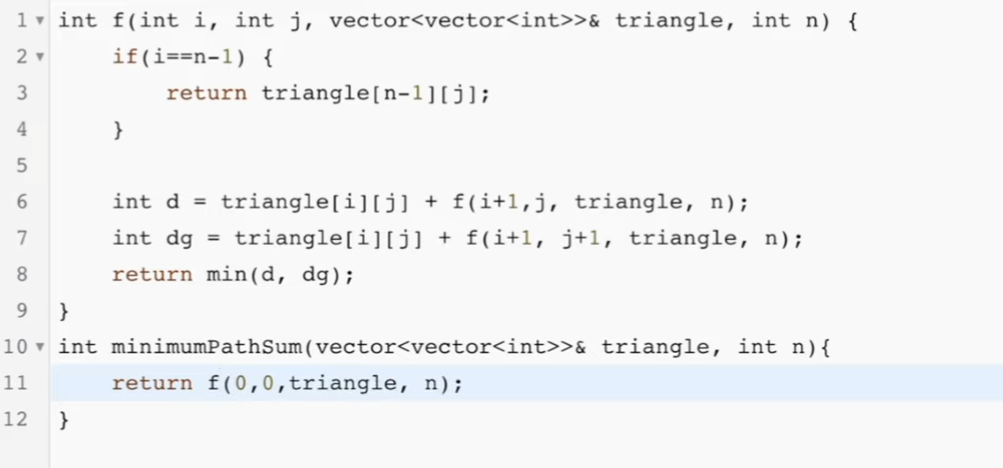 1 int f(int i, int j, vector<vector<int>>& triangle, int n) {
2     if(i==n-1) {
3         return triangle[n-1][j];
4     }
5
6     int d = triangle[i][j] + f(i+1,j, triangle, n);
7     int dg = triangle[i][j] + f(i+1, j+1, triangle, n);
8     return min(d, dg);
9 }
10 int minimumPathSum(vector<vector<int>>& triangle, int n){
11     return f(0,0,triangle, n);
12 }